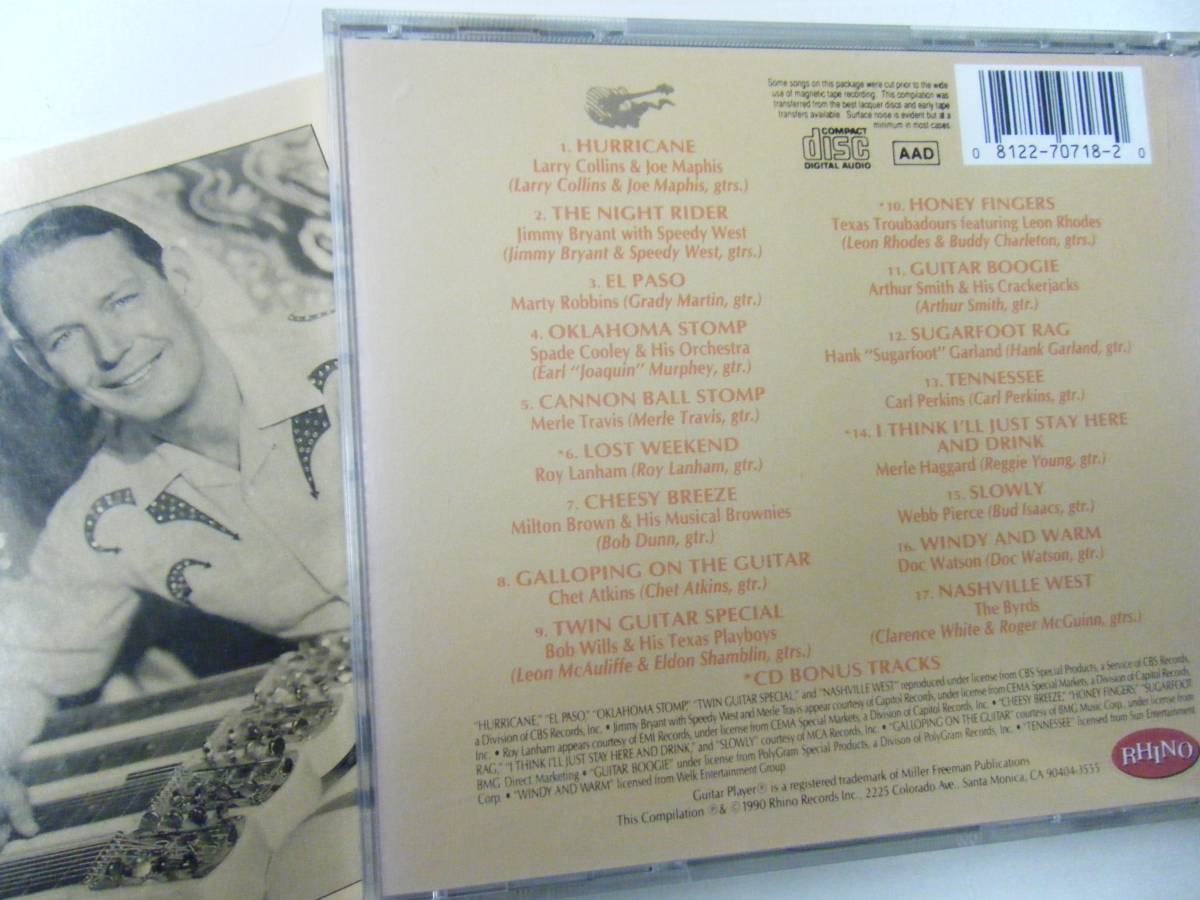 1. HURRICANE
Larry Collins & Joe Maphis
(Larry Collins & Joe Maphis, gtrs.)
2. THE NIGHT RIDER
Jimmy Bryant with Speedy West
(Jimmy Bryant & Speedy West, gtrs.)
3. EL PASO
Marty Robbins (Grady Martin, gtr.)
4. OKLAHOMA STOMP
Spade Cooley & His Orchestra
(Earl "Joaquin" Murphey, gtr.)
5. CANNON BALL STOMP
Merle Travis (Merle Travis, gtr.)
*6. LOST WEEKEND
Roy Lanham (Roy Lanham, gtr.)
7. CHEESY BREEZE
Milton Brown & His Musical Brownies
(Bob Dunn, gtr.)
8. GALLOPING ON THE GUITAR
Chet Atkins (Chet Atkins, gtr.)
9. TWIN GUITAR SPECIAL
Bob Wills & His Texas Playboys
(Leon McAuliffe & Eldon Shamblin, gtrs.)
Some songs on this package were cut prior to the wide
use of magnetic tape recording. This compilation was
transferred from the best lacquer discs and early tape
transfers available. Surface noise is evident but at a
minimum in most cases.
COMPACT
disc
DIGITAL AUDIO
AAD
0 8122-70718-2 0
*10. HONEY FINGERS
Texas Troubadours featuring Leon Rhodes
(Leon Rhodes & Buddy Charleton, gtrs.)
11. GUITAR BOOGIE
Arthur Smith & His Crackerjacks
(Arthur Smith, gtr.)
12. SUGARFOOT RAG
Hank "Sugarfoot" Garland (Hank Garland, gtr.)
13. TENNESSEE
Carl Perkins (Carl Perkins, gtr.)
*14. I THINK I'LL JUST STAY HERE
AND DRINK
Merle Haggard (Reggie Young, gtr.)
15. SLOWLY
Webb Pierce (Bud Isaacs, gtr.)
16. WINDY AND WARM
Doc Watson (Doc Watson, gtr.)
17. NASHVILLE WEST
The Byrds
(Clarence White & Roger McGuinn, gtrs.)
*CD BONUS TRACKS
"HURRICANE," "EL PASO," "OKLAHOMA STOMP," "TWIN GUITAR SPECIAL," and "NASHVILLE WEST" reproduced under license from CBS Special Products, a Service of CBS Records,
a Division of CBS Records, Inc. • Jimmy Bryant with Speedy West and Merle Travis appear courtesy of Capitol Records, under license from CEMA Special Markets, a Division of Capitol Records,
Inc. • Roy Lanham appears courtesy of EMI Records, under license from CEMA Special Markets, a Division of Capitol Records, Inc. • "CHEESY BREEZE," "HONEY FINGERS," "SUGARFOOT
RAG," "I THINK I'LL JUST STAY HERE AND DRINK," and "SLOWLY" courtesy of MCA Records, Inc. • "GALLOPING ON THE GUITAR" courtesy of BMG Music Corp., under license from
BMG Direct Marketing • "GUITAR BOOGIE" under license from PolyGram Special Products, a Divison of PolyGram Records, Inc. • "TENNESSEE" licensed from Sun Entertainment
Corp. • "WINDY AND WARM" licensed from Welk Entertainment Group
Guitar Player® is a registered trademark of Miller Freeman Publications
This Compilation ℗ & © 1990 Rhino Records Inc., 2225 Colorado Ave., Santa Monica, CA 90404-3555
RHINO